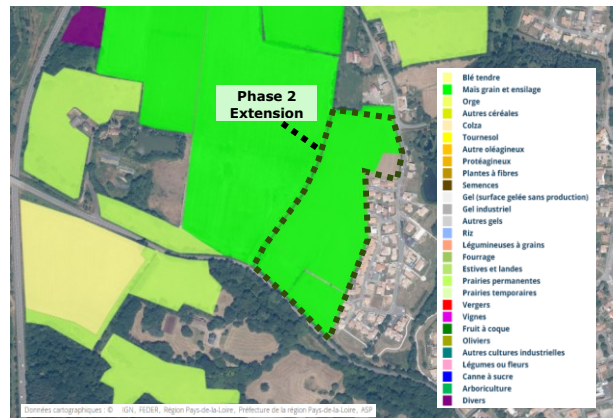 Phase 2
Extension
Blé tendre
Maïs grain et ensilage
Orge
Autres céréales
Colza
Tournesol
Autre oléagineux
Protéagineux
Plantes à fibres
Semences
Gel (surface gelée sans production)
Gel industriel
Autres gels
Riz
Légumineuses à grains
Fourrage
Estives et landes
Prairies permanentes
Prairies temporaires
Vergers
Vignes
Fruit à coque
Oliviers
Autres cultures industrielles
Légumes ou fleurs
Canne à sucre
Arboriculture
Divers
Données cartographiques : © IGN, FEDER, Région Pays-de-la-Loire, Préfecture de la région Pays-de-la-Loire, ASP